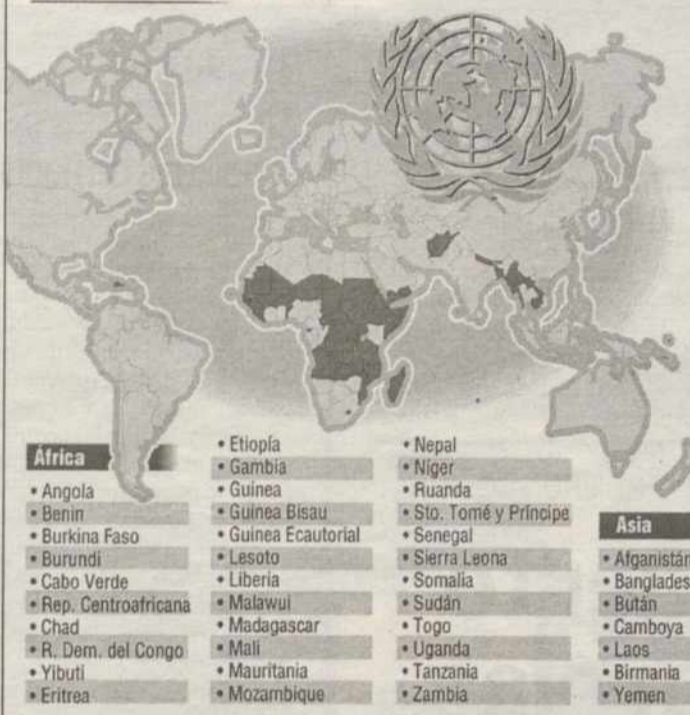 África
• Angola
• Benin
• Burkina Faso
• Burundi
• Cabo Verde
• Rep. Centroafricana
• Chad
• R. Dem. del Congo
• Yibuti
• Eritrea
• Etiopía
• Gambia
• Guinea
• Guinea Bisau
• Guinea Ecautorial
• Lesoto
• Liberia
• Malawui
• Madagascar
• Mali
• Mauritania
• Mozambique
• Nepal
• Níger
• Ruanda
• Sto. Tomé y Príncipe
• Senegal
• Sierra Leona
• Somalia
• Sudán
• Togo
• Uganda
• Tanzania
• Zambia
Asia
• Afganistán
• Banglades
• Bután
• Camboya
• Laos
• Birmania
• Yemen